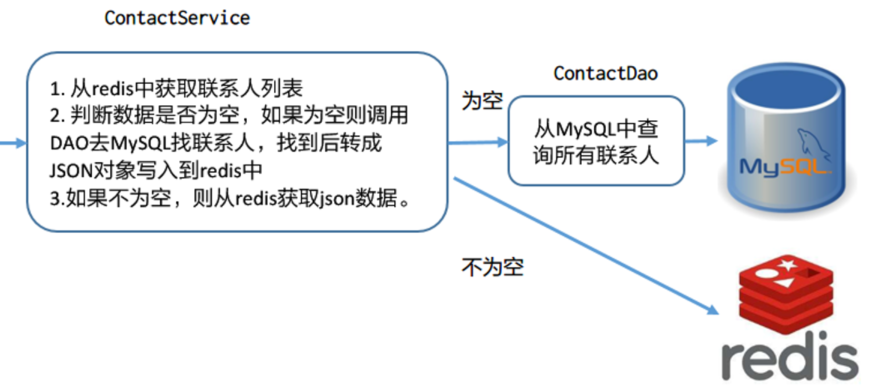 ContactService
1. 从redis中获取联系人列表
2. 判断数据是否为空，如果为空则调用
DAO去MySQL找联系人，找到后转成
JSON对象写入到redis中
3.如果不为空，则从redis获取json数据。
为空
ContactDao
从MySQL中查
询所有联系人
MySQL
不为空
redis